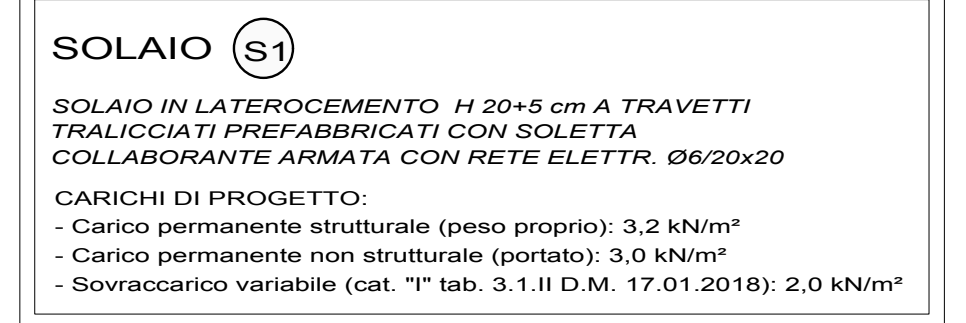 SOLAIO S1
SOLAIO IN LATEROCEMENTO H 20+5 cm A TRAVETTI
TRALICCIATI PREFABBRICATI CON SOLETTA
COLLABORANTE ARMATA CON RETE ELETTR. Ø6/20x20
CARICHI DI PROGETTO:
- Carico permanente strutturale (peso proprio): 3,2 kN/m²
- Carico permanente non strutturale (portato): 3,0 kN/m²
- Sovraccarico variabile (cat. "I" tab. 3.1.II D.M. 17.01.2018): 2,0 kN/m²